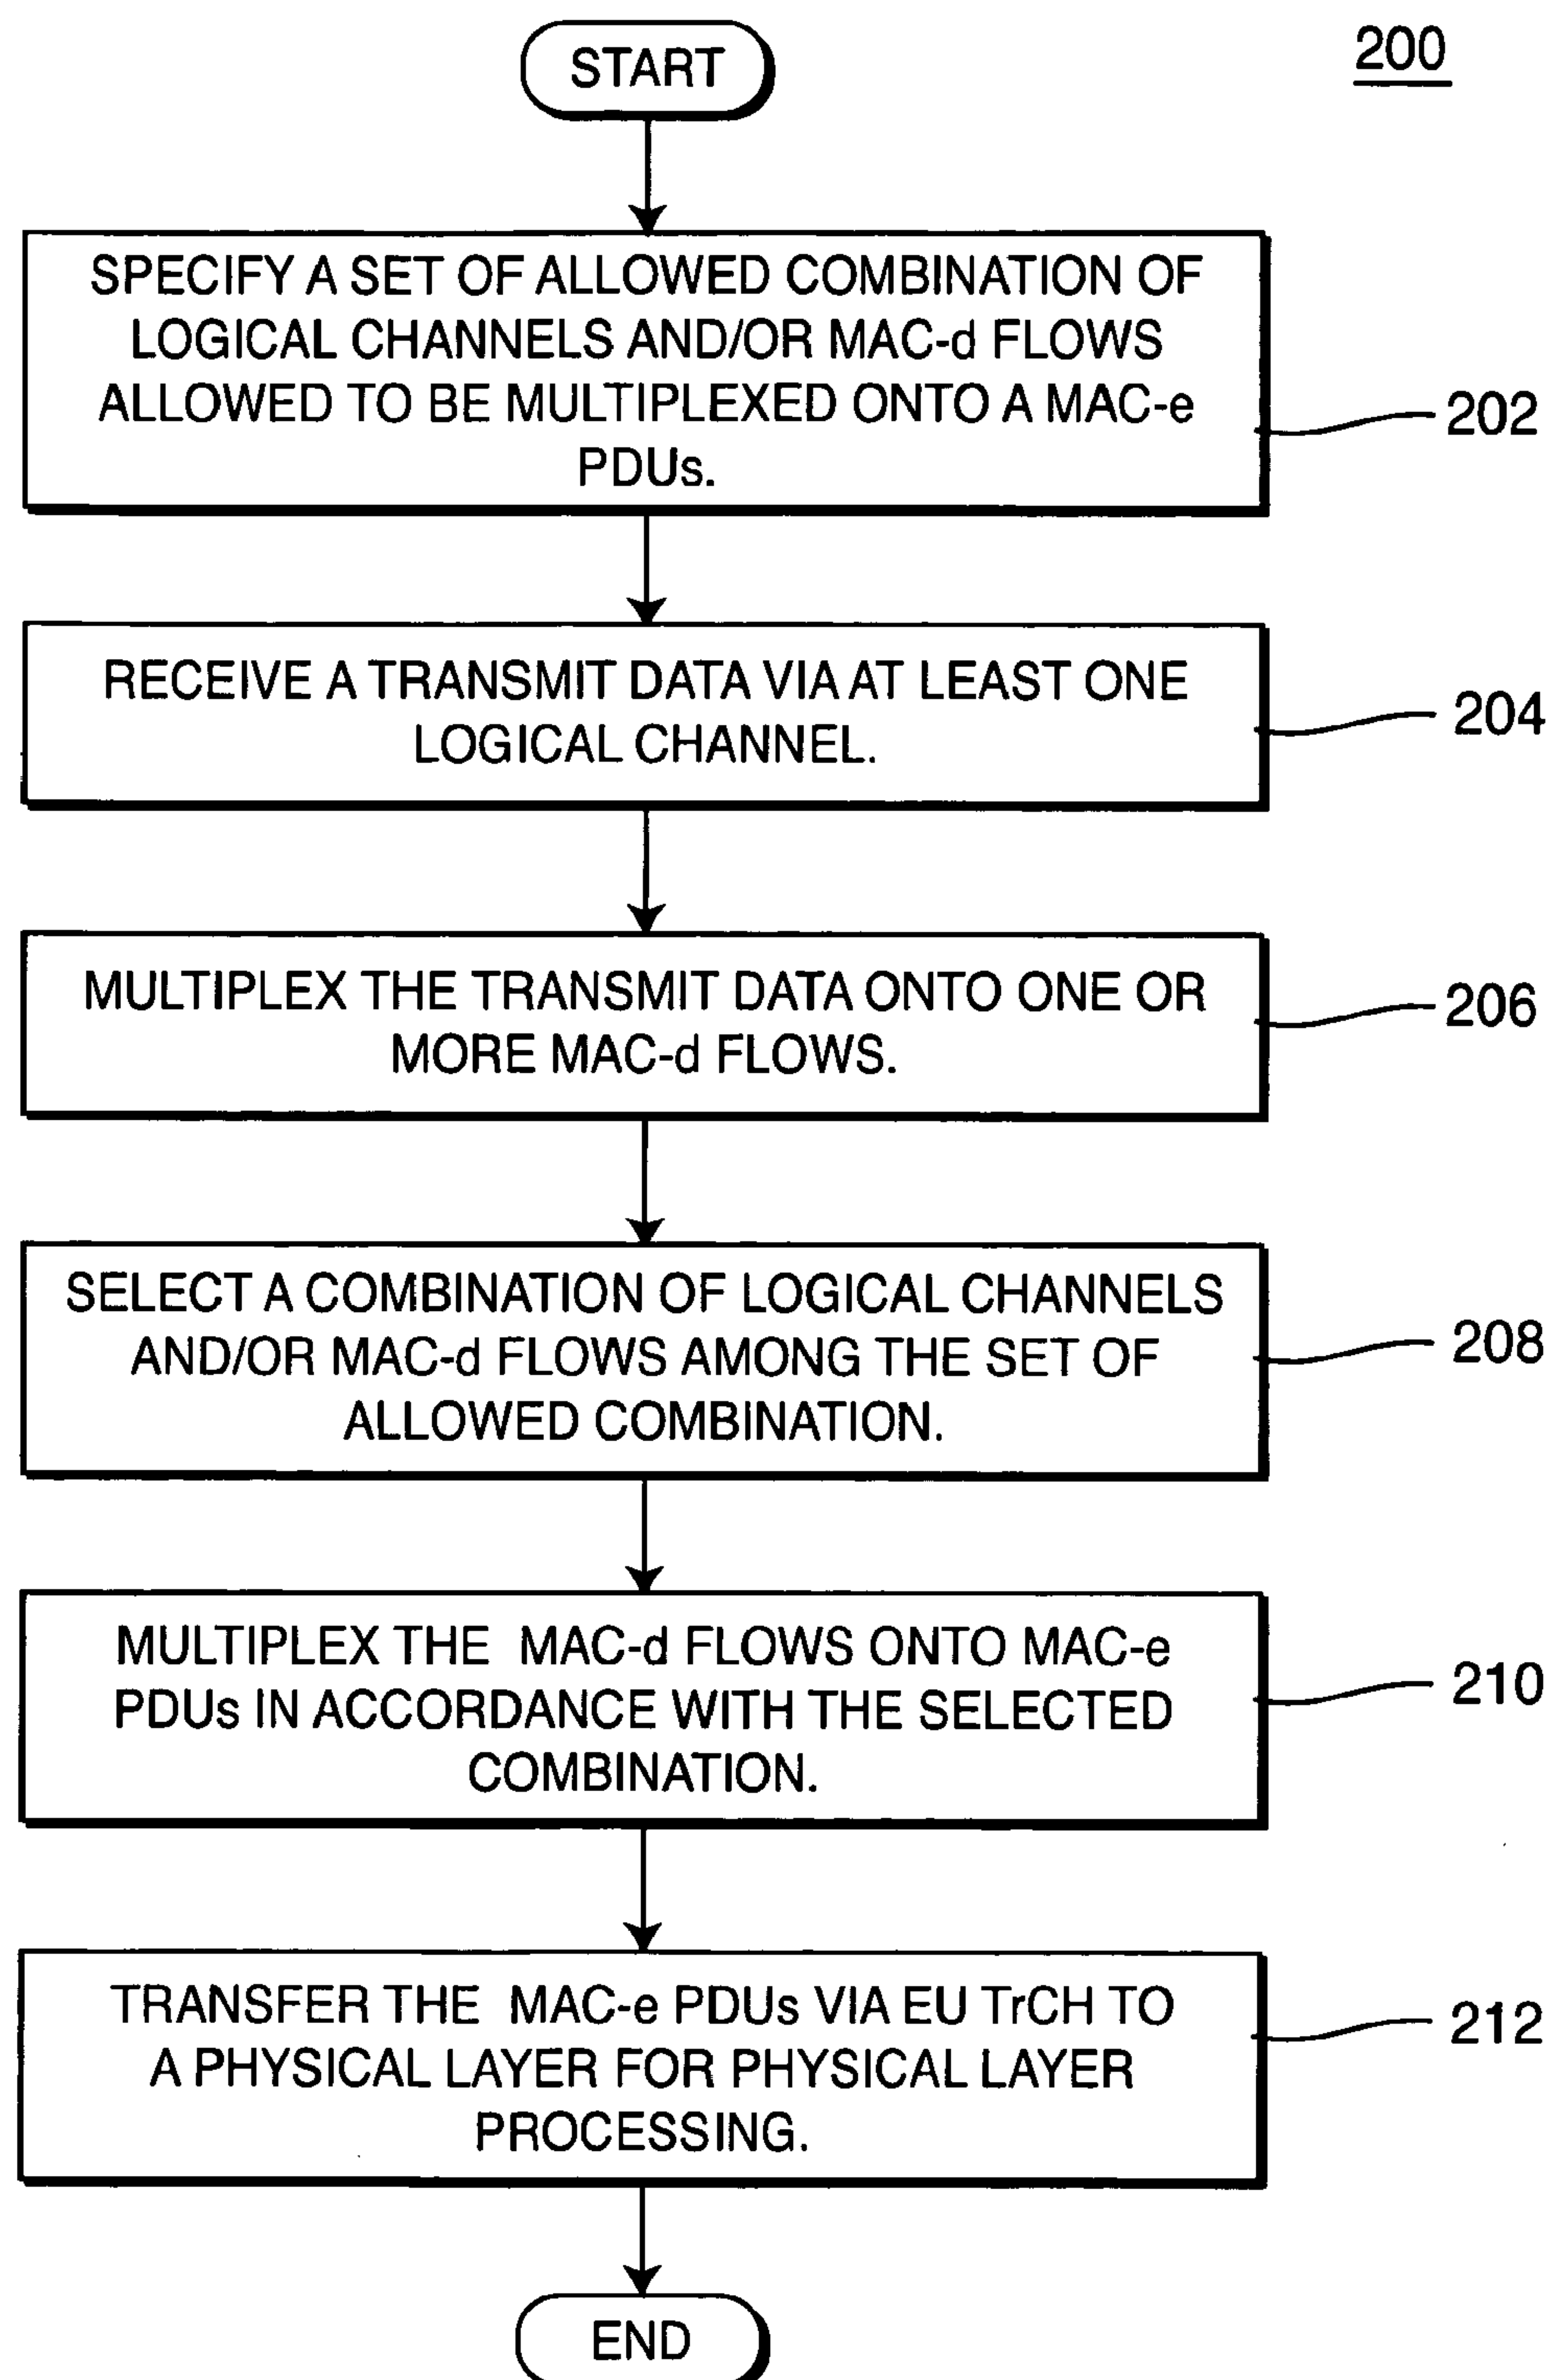 START
200
SPECIFY A SET OF ALLOWED COMBINATION OF
LOGICAL CHANNELS AND/OR MAC-d FLOWS
ALLOWED TO BE MULTIPLEXED ONTO A MAC-e
PDUs.
202
RECEIVE A TRANSMIT DATA VIA AT LEAST ONE
LOGICAL CHANNEL.
204
MULTIPLEX THE TRANSMIT DATA ONTO ONE OR
MORE MAC-d FLOWS.
206
SELECT A COMBINATION OF LOGICAL CHANNELS
AND/OR MAC-d FLOWS AMONG THE SET OF
ALLOWED COMBINATION.
208
MULTIPLEX THE MAC-d FLOWS ONTO MAC-e
PDUs IN ACCORDANCE WITH THE SELECTED
COMBINATION.
210
TRANSFER THE MAC-e PDUs VIA EU TrCH TO
A PHYSICAL LAYER FOR PHYSICAL LAYER
PROCESSING.
212
END